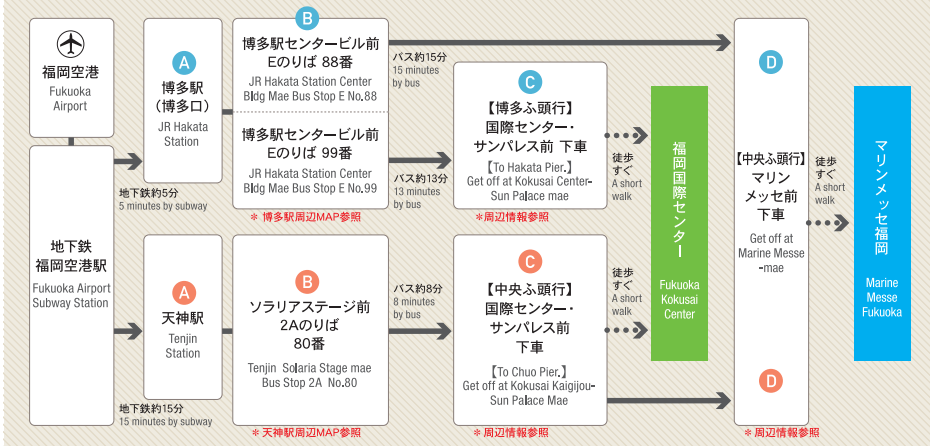 福岡空港
Fukuoka
Airport
地下鉄
福岡空港駅
Fukuoka Airport
Subway Station
地下鉄約5分
5 minutes by subway
地下鉄約15分
15 minutes by subway
A
博多駅
（博多口）
JR Hakata
Station
A
天神駅
Tenjin
Station
B
博多駅センタービル前
Eのりば 88番
JR Hakata Station Center
Bldg Mae Bus Stop E No.88
博多駅センタービル前
Eのりば 99番
JR Hakata Station Center
Bldg Mae Bus Stop E No.99
＊ 博多駅周辺MAP参照
B
ソラリアステージ前
2Aのりば
80番
Tenjin Solaria Stage mae
Bus Stop 2A No.80
＊天神駅周辺MAP参照
バス約15分
15 minutes
by bus
バス約13分
13 minutes
by bus
バス約8分
8 minutes
by bus
C
【博多ふ頭行】
国際センター・
サンパレス前 下車
【To Hakata Pier.】
Get off at Kokusai Center-
Sun Palace mae
＊周辺情報参照
C
【中央ふ頭行】
国際センター・
サンパレス前
下車
【To Chuo Pier.】
Get off at Kokusai Kaigijou-
Sun Palace Mae
＊周辺情報参照
徒歩
すぐ
A short
walk
徒歩
すぐ
A short
walk
福岡国際センター
Fukuoka
Kokusai
Center
D
【中央ふ頭行】
マリン
メッセ前
下車
Get off at
Marine Messe
-mae
D
＊周辺情報参照
徒歩
すぐ
A short
walk
マリンメッセ福岡
Marine
Messe
Fukuoka